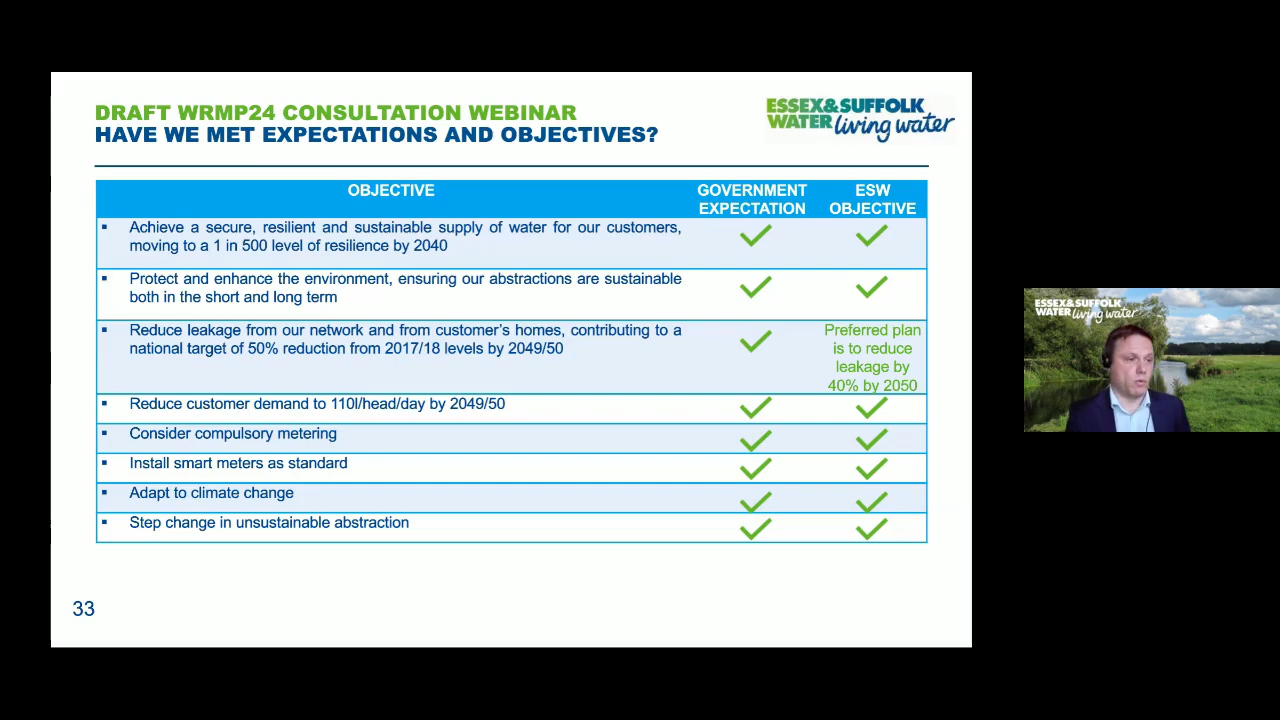 DRAFT WRMP24 CONSULTATION WEBINAR
HAVE WE MET EXPECTATIONS AND OBJECTIVES?
ESSEX&SUFFOLK
WATER living water
OBJECTIVE
GOVERNMENT
EXPECTATION
ESW
OBJECTIVE
▪ Achieve a secure, resilient and sustainable supply of water for our customers,
moving to a 1 in 500 level of resilience by 2040
▪ Protect and enhance the environment, ensuring our abstractions are sustainable
both in the short and long term
▪ Reduce leakage from our network and from customer's homes, contributing to a
national target of 50% reduction from 2017/18 levels by 2049/50
Preferred plan
is to reduce
leakage by
40% by 2050
▪ Reduce customer demand to 110l/head/day by 2049/50
▪ Consider compulsory metering
▪ Install smart meters as standard
▪ Adapt to climate change
▪ Step change in unsustainable abstraction
33
ESSEX&SUFFOLK
WATER living water